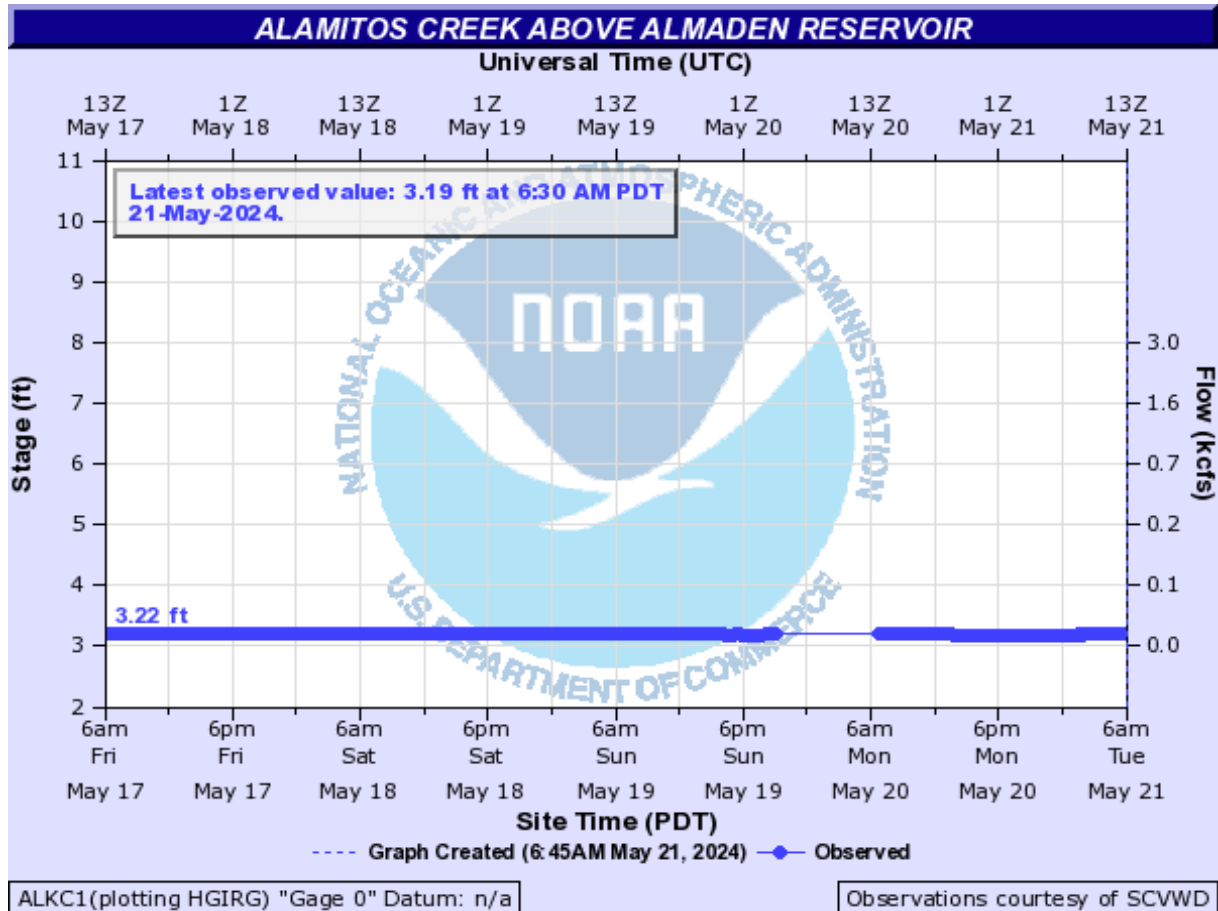 ALAMITOS CREEK ABOVE ALMADEN RESERVOIR
Universal Time (UTC)
13Z 1Z 13Z 1Z 13Z 1Z 13Z 1Z 13Z
May 17 May 18 May 18 May 19 May 19 May 20 May 20 May 21 May 21
Latest observed value: 3.19 ft at 6:30 AM PDT
21-May-2024.
11
10
9
8
7
6
5
4
3
2
Stage (ft)
3.0
1.6
0.7
0.2
0.1
0.0
Flow (kcfs)
NATIONAL OCEANIC AND ATMOSPHERIC ADMINISTRATION
NOAA
U.S. DEPARTMENT OF COMMERCE
3.22 ft
6am 6pm 6am 6pm 6am 6pm 6am 6pm 6am
Fri Fri Sat Sat Sun Sun Mon Mon Tue
May 17 May 17 May 18 May 18 May 19 May 19 May 20 May 20 May 21
Site Time (PDT)
Graph Created (6:45AM May 21, 2024) Observed
ALKC1(plotting HGIRG) "Gage 0" Datum: n/a
Observations courtesy of SCVWD